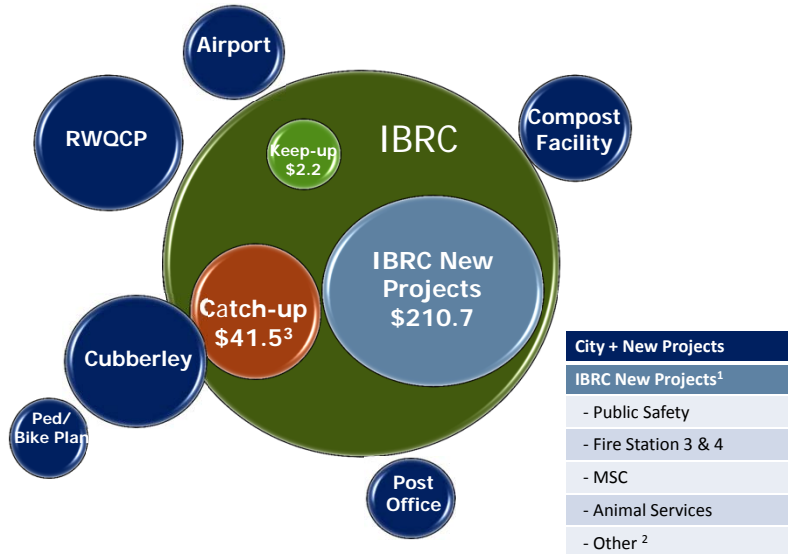 Airport
RWQCP
IBRC
Compost
Facility
Keep-up
$2.2
IBRC New
Projects
$210.7
Catch-up
$41.5³
Cubberley
Ped/
Bike Plan
Post
Office
City + New Projects
IBRC New Projects¹
- Public Safety
- Fire Station 3 & 4
- MSC
- Animal Services
- Other ²